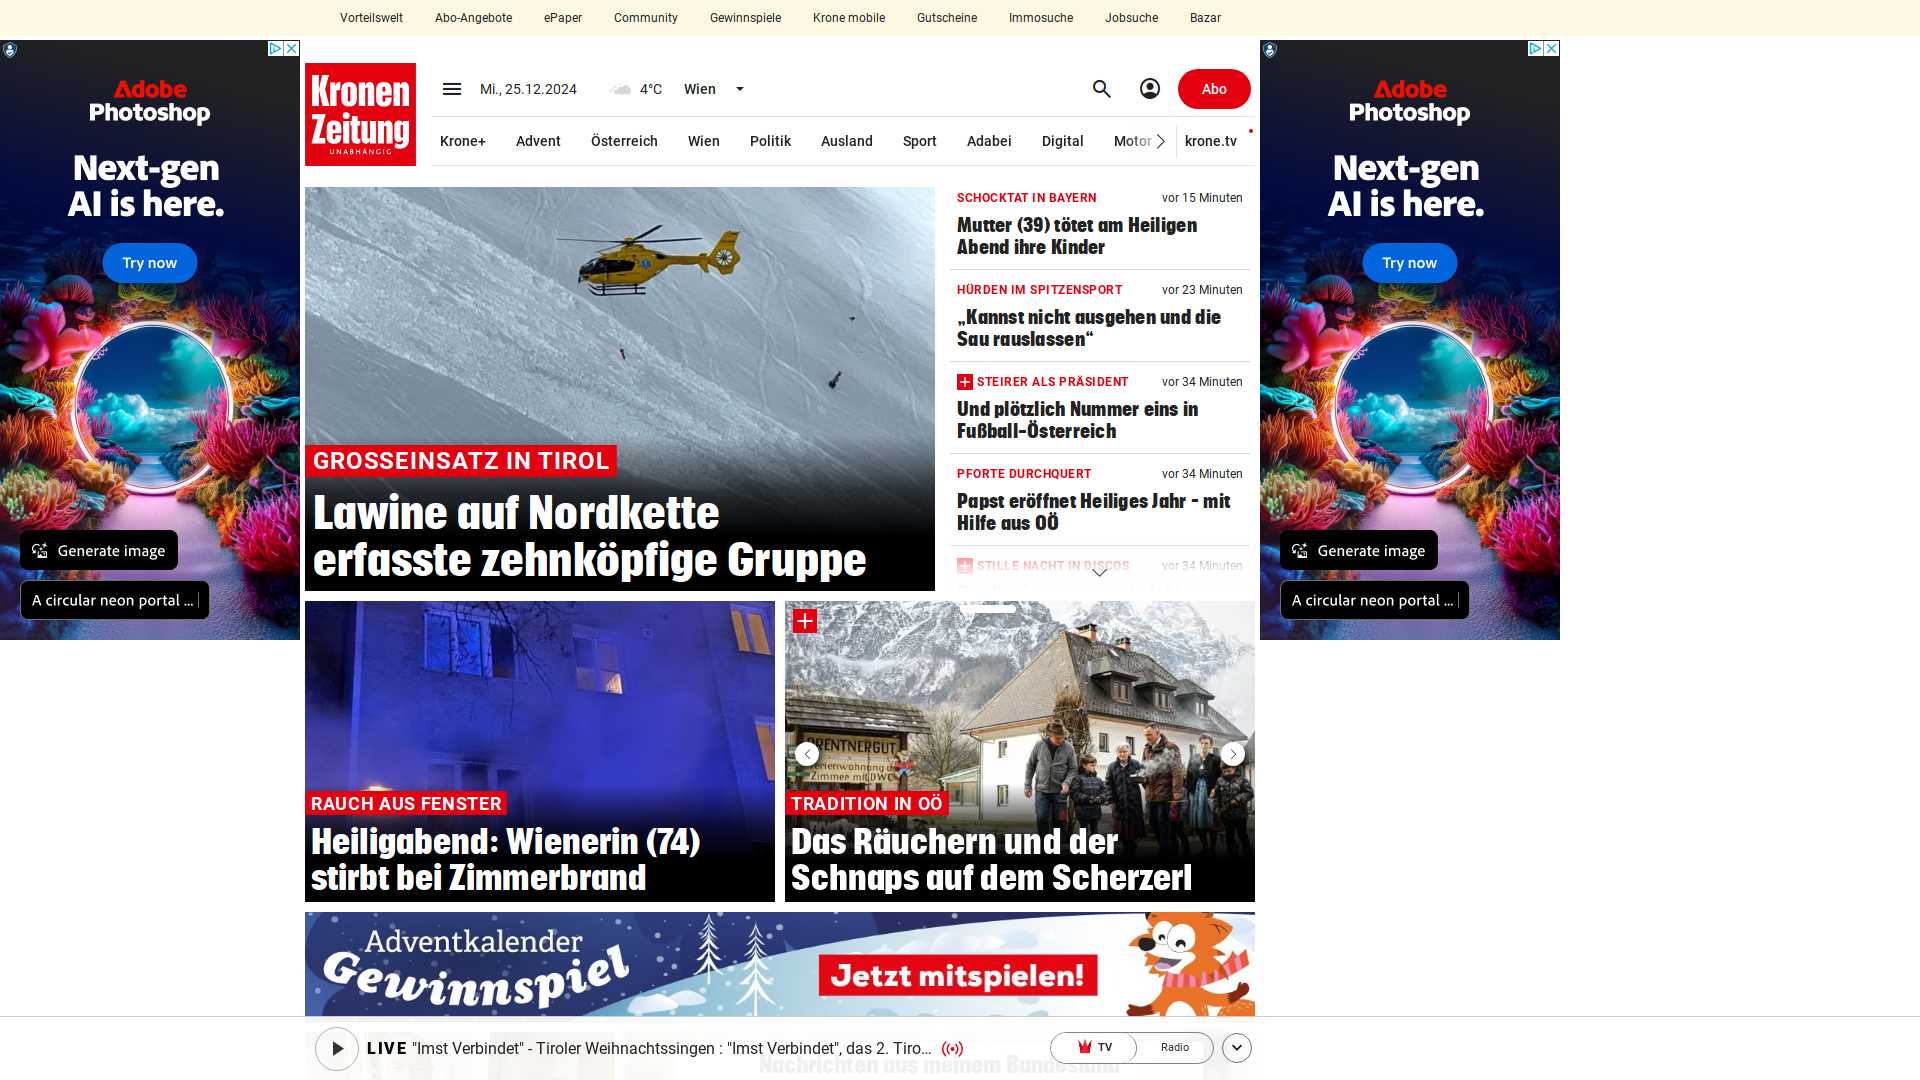 Vorteilswelt Abo-Angebote ePaper Community Gewinnspiele Krone mobile Gutscheine Immosuche Jobsuche Bazar
Kronen
Zeitung
UNABHÄNGIG
Mi., 25.12.2024 4°C Wien Abo
Krone+ Advent Österreich Wien Politik Ausland Sport Adabei Digital Motor krone.tv
Adobe
Photoshop
Next-gen
AI is here.
Try now
Generate image
A circular neon portal ...
GROSSEINSATZ IN TIROL
Lawine auf Nordkette
erfasste zehnköpfige Gruppe
SCHOCKTAT IN BAYERN vor 15 Minuten
Mutter (39) tötet am Heiligen
Abend ihre Kinder
HÜRDEN IM SPITZENSPORT vor 23 Minuten
„Kannst nicht ausgehen und die
Sau rauslassen“
STEIRER ALS PRÄSIDENT vor 34 Minuten
Und plötzlich Nummer eins in
Fußball-Österreich
PFORTE DURCHQUERT vor 34 Minuten
Papst eröffnet Heiliges Jahr - mit
Hilfe aus OÖ
STILLE NACHT IN DISCOS vor 34 Minuten
Adobe
Photoshop
Next-gen
AI is here.
Try now
Generate image
A circular neon portal ...
RAUCH AUS FENSTER
Heiligabend: Wienerin (74)
stirbt bei Zimmerbrand
Ferienwohnung
Zimmer mit DWC
TRADITION IN OÖ
Das Räuchern und der
Schnaps auf dem Scherzerl
Adventkalender
Gewinnspiel
Jetzt mitspielen!
LIVE "Imst Verbindet" - Tiroler Weihnachtssingen : "Imst Verbindet", das 2. Tiro...
TV Radio
Nachrichten aus meinem Bundesland